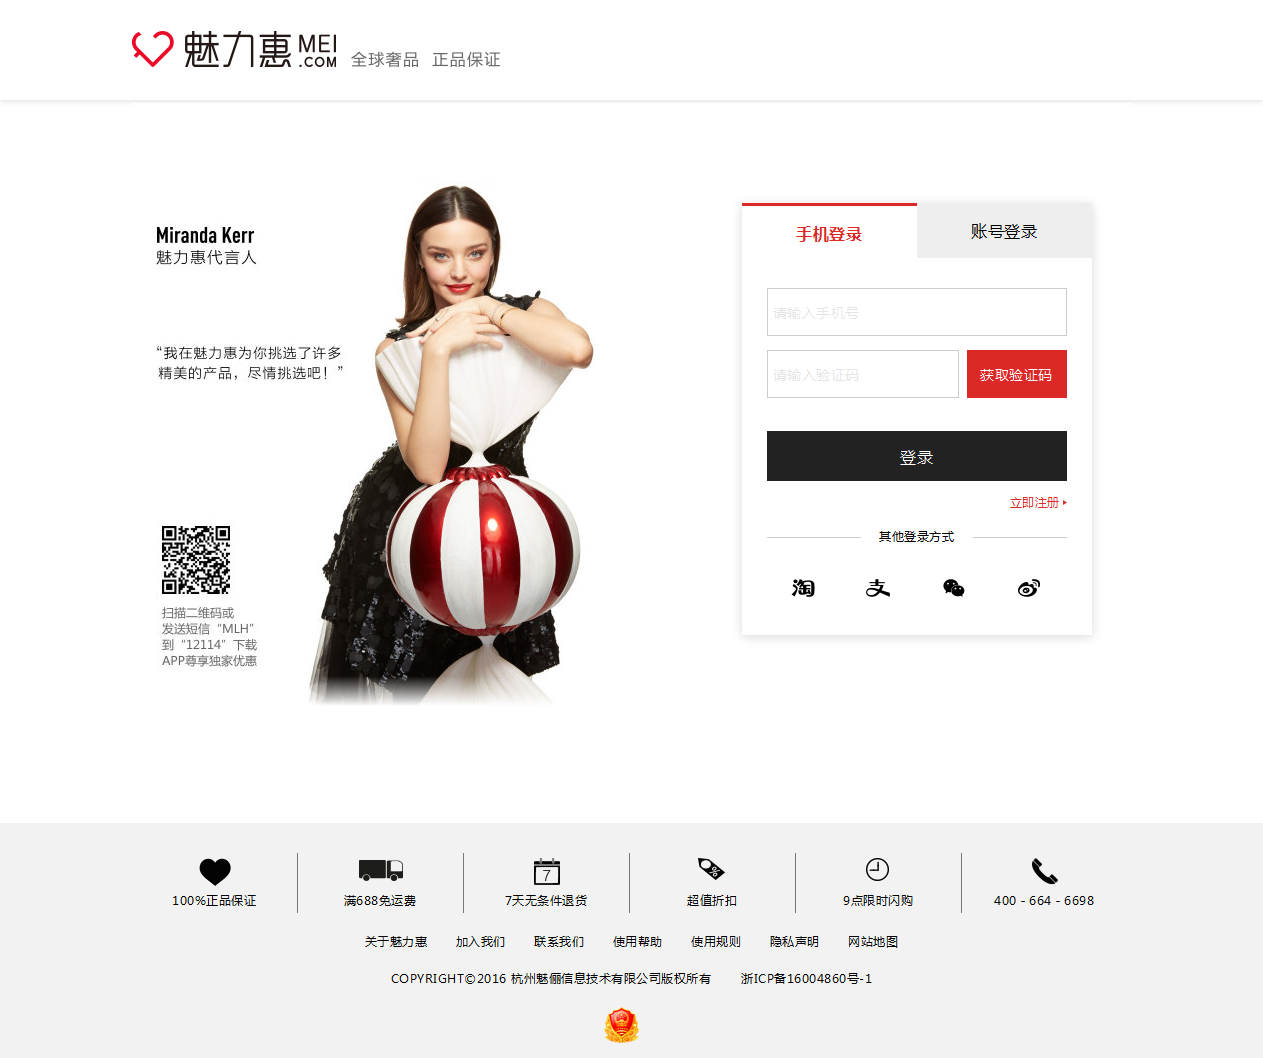 魅力惠 MEI.COM 全球奢品 正品保证
Miranda Kerr
魅力惠代言人
“我在魅力惠为你挑选了许多
精美的产品，尽情挑选吧！”
扫描二维码或
发送短信“MLH”
到“12114”下载
APP尊享独家优惠
手机登录 账号登录
请输入手机号
请输入验证码 获取验证码
登录
立即注册
其他登录方式
淘 支
100%正品保证 满688免运费 7天无条件退货 超值折扣 9点限时闪购 400 - 664 - 6698
关于魅力惠 加入我们 联系我们 使用帮助 使用规则 隐私声明 网站地图
COPYRIGHT©2016 杭州魅俪信息技术有限公司版权所有 浙ICP备16004860号-1